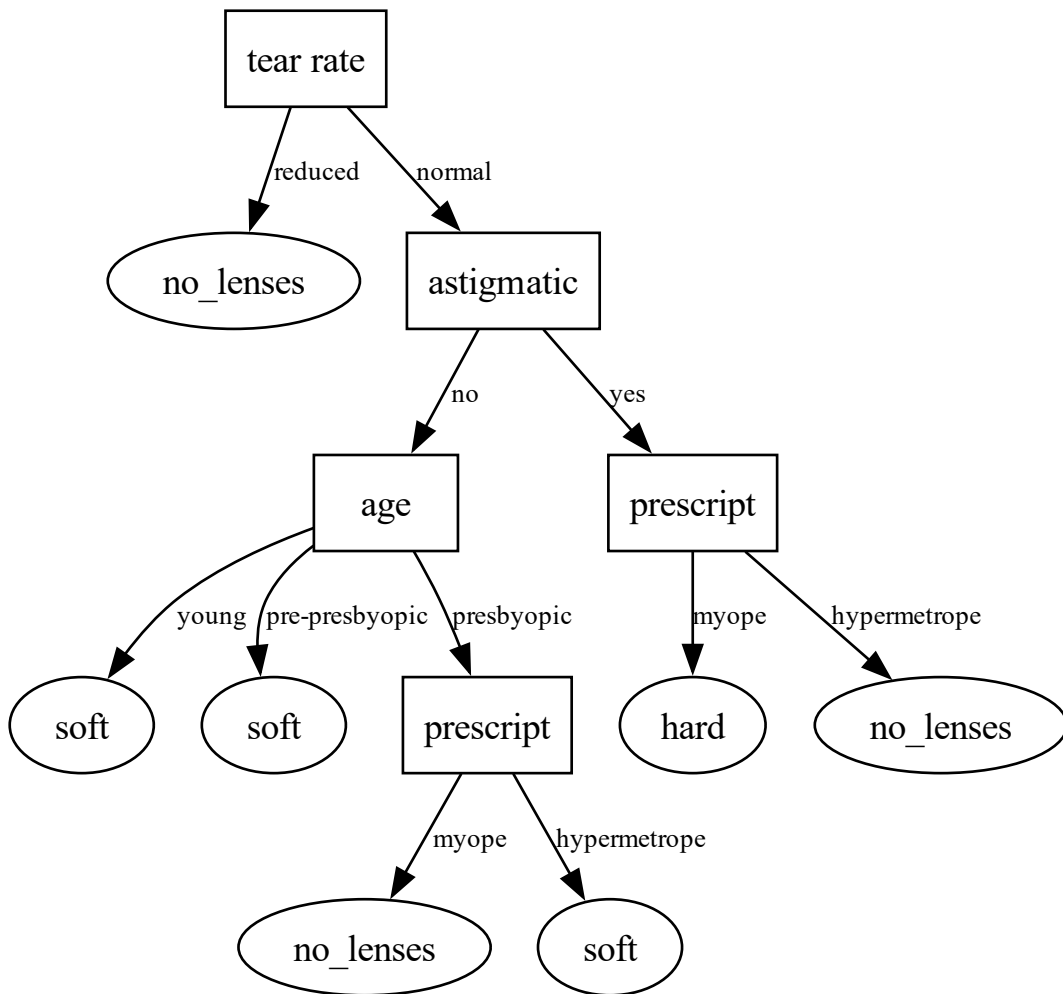 tear rate
reduced
normal
no_lenses
astigmatic
no
yes
age
prescript
young
pre-presbyopic
presbyopic
myope
hypermetrope
soft
soft
prescript
hard
no_lenses
myope
hypermetrope
no_lenses
soft